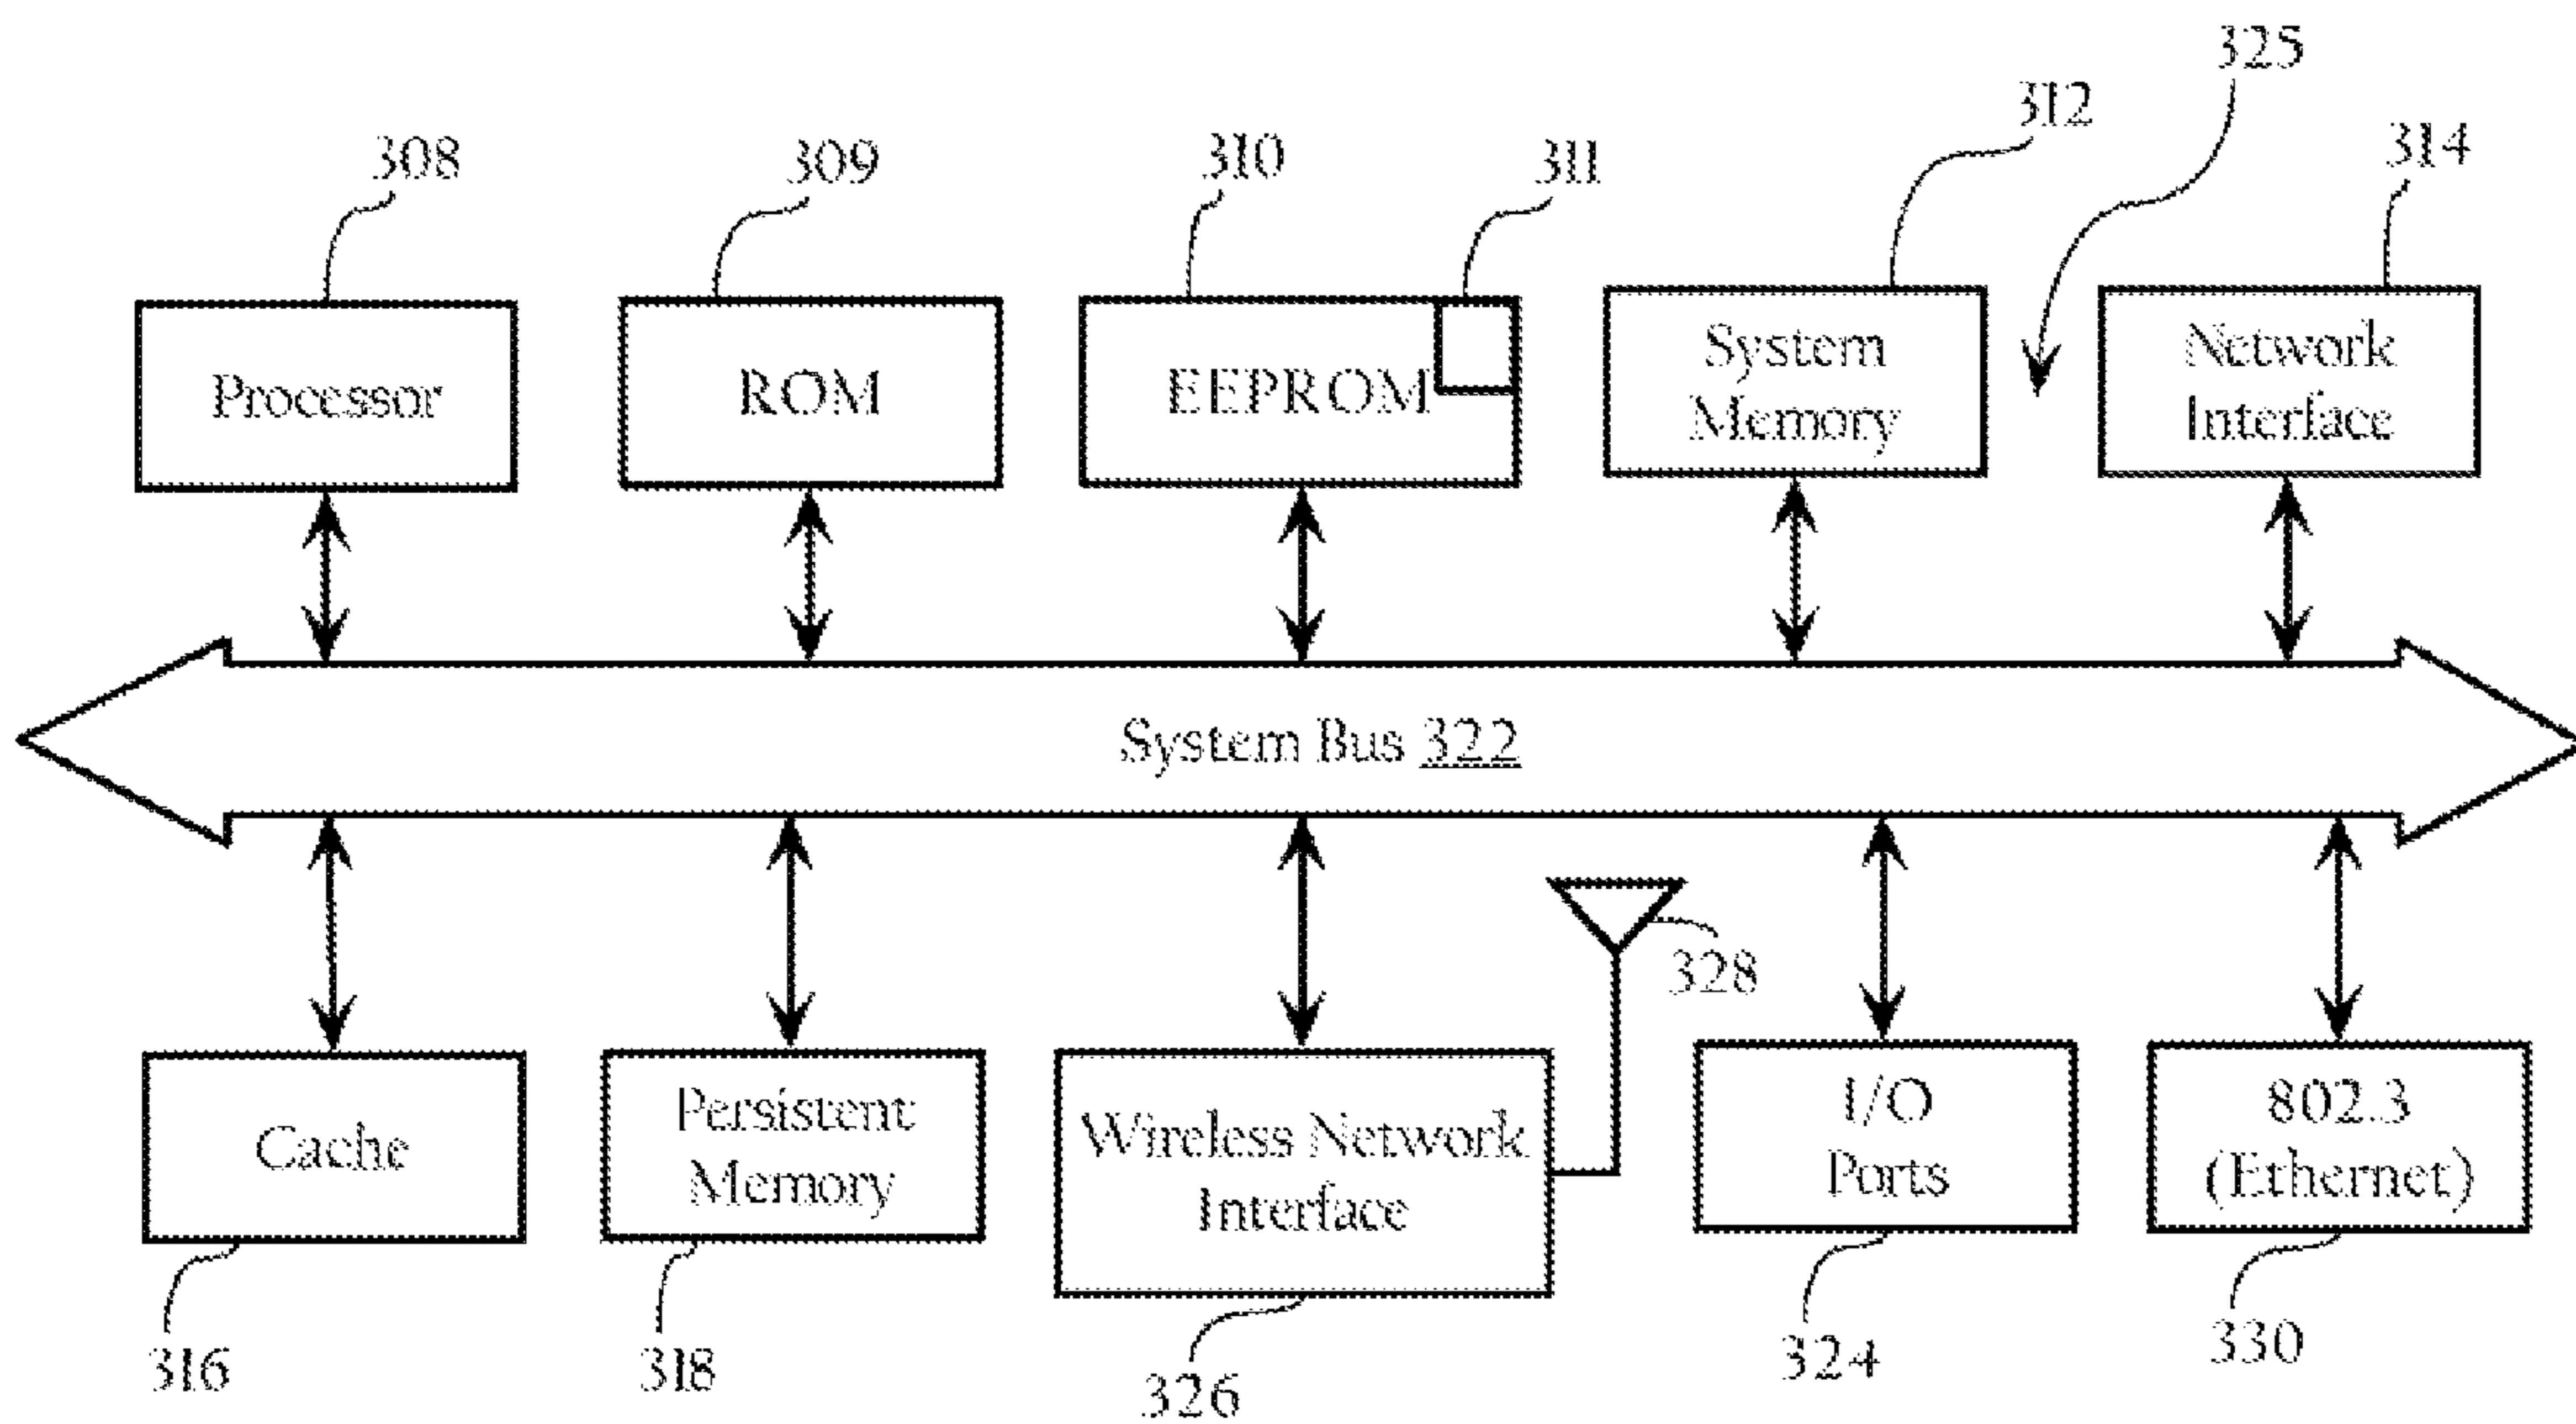 325
312
308
309
310
311
314
Processor
ROM
EEPROM
System
Memory
Network
Interface
System Bus 322
328
Cache
Persistent
Memory
Wireless Network
Interface
I/O
Ports
802.3
(Ethernet)
316
318
326
324
330